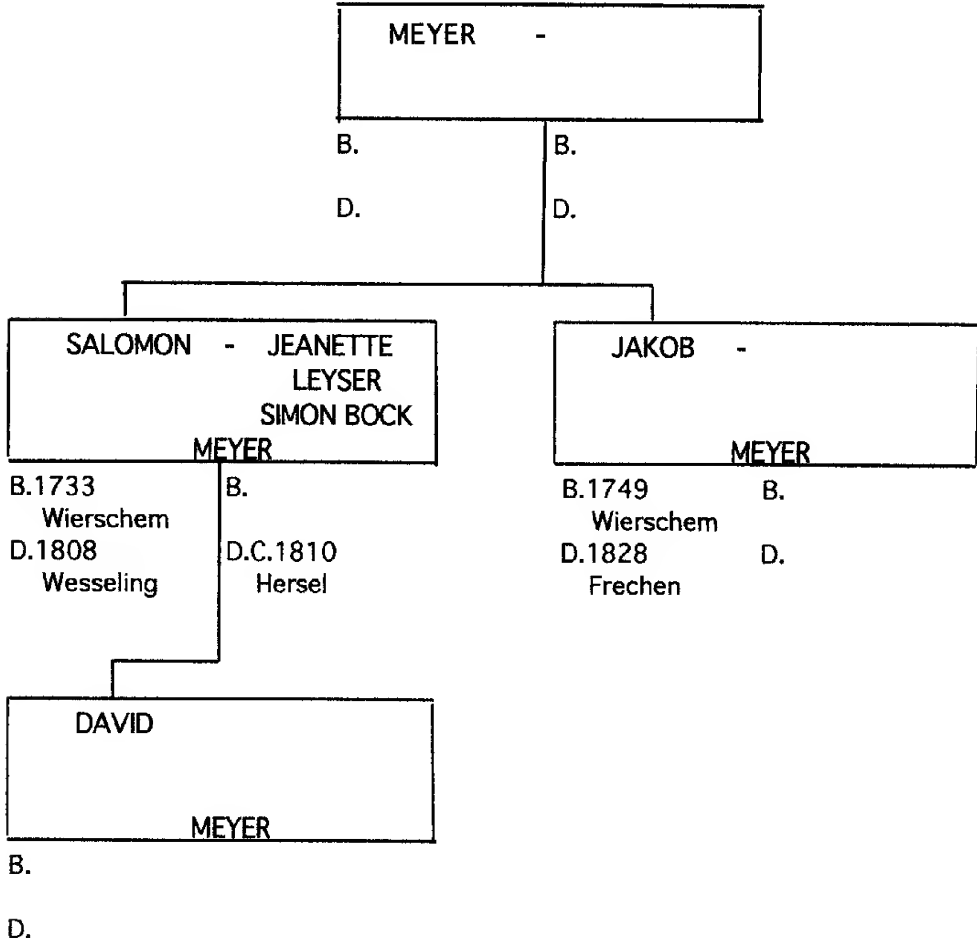 MEYER -
B. B.
D. D.
SALOMON - JEANETTE
LEYSER
SIMON BOCK
MEYER
B.1733 B.
Wierschem
D.1808 D.C.1810
Wesseling Hersel
JAKOB -
MEYER
B.1749 B.
Wierschem
D.1828 D.
Frechen
DAVID
MEYER
B.
D.